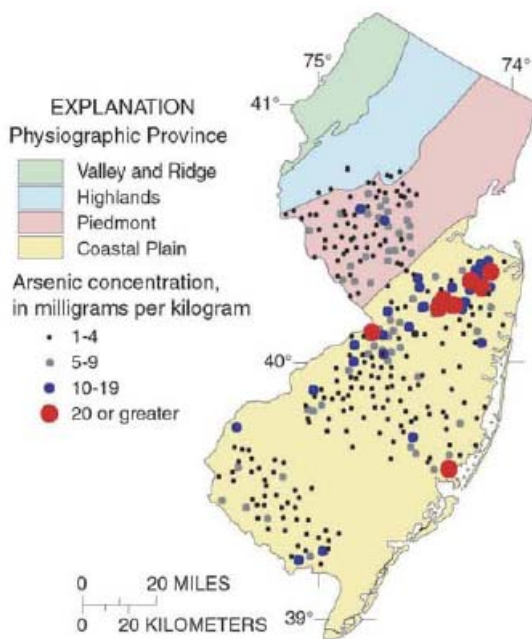 75°
74°
41°
EXPLANATION
Physiographic Province
Valley and Ridge
Highlands
Piedmont
Coastal Plain
Arsenic concentration,
in milligrams per kilogram
1-4
5-9
10-19
20 or greater
40°
0 20 MILES
0 20 KILOMETERS
39°